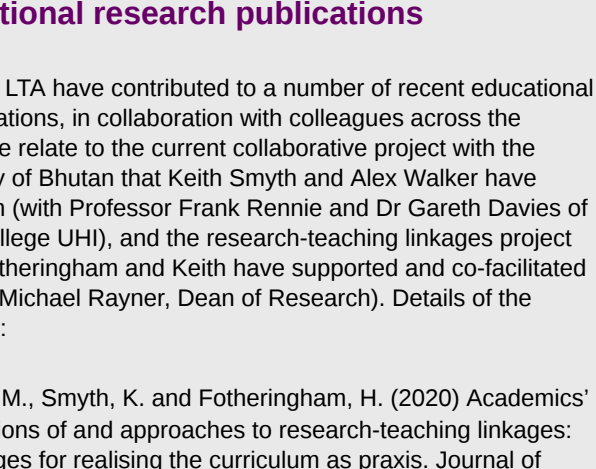 tional research publications
LTA have contributed to a number of recent educational
ations, in collaboration with colleagues across the
e relate to the current collaborative project with the
y of Bhutan that Keith Smyth and Alex Walker have
n (with Professor Frank Rennie and Dr Gareth Davies of
llege UHI), and the research-teaching linkages project
theringham and Keith have supported and co-facilitated
Michael Rayner, Dean of Research). Details of the
:
M., Smyth, K. and Fotheringham, H. (2020) Academics’
ions of and approaches to research-teaching linkages:
ges for realising the curriculum as praxis. Journal of